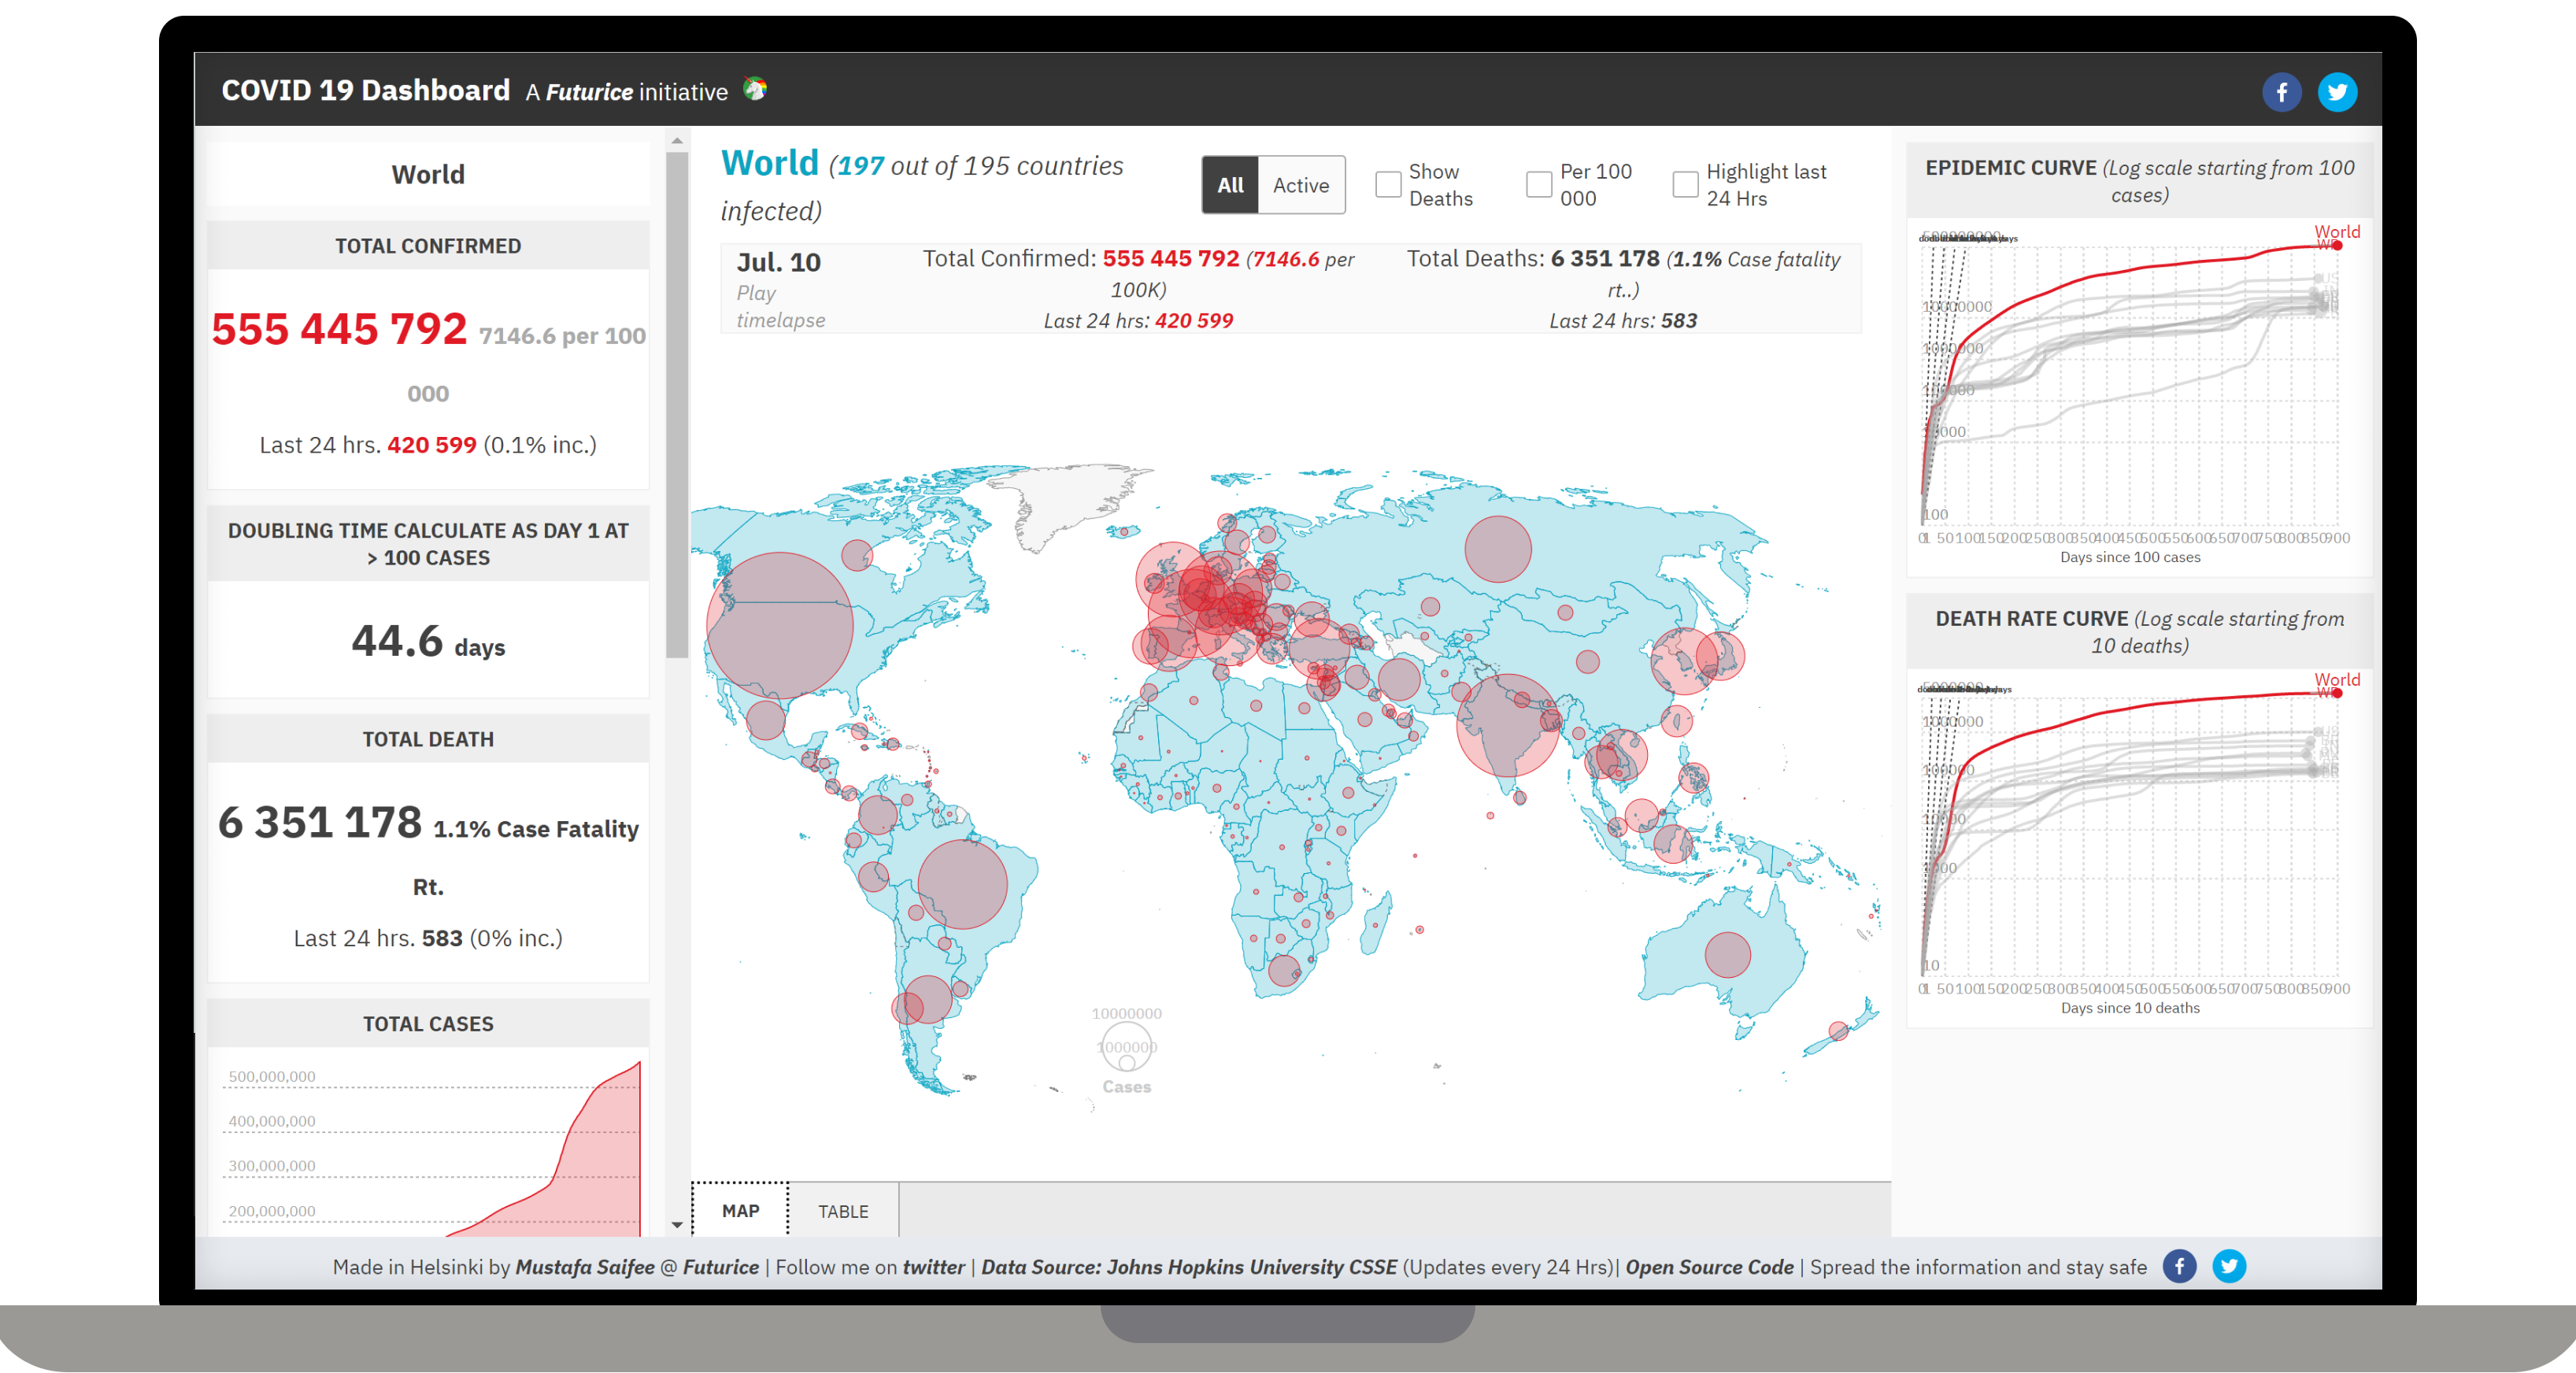 COVID 19 Dashboard A Futurice initiative
World
TOTAL CONFIRMED
555 445 792 7146.6 per 100
000
Last 24 hrs. 420 599 (0.1% inc.)
DOUBLING TIME CALCULATE AS DAY 1 AT
> 100 CASES
44.6 days
TOTAL DEATH
6 351 178 1.1% Case Fatality
Rt.
Last 24 hrs. 583 (0% inc.)
TOTAL CASES
500,000,000
400,000,000
300,000,000
200,000,000
World (197 out of 195 countries
infected)
All
Active
Show
Deaths
Per 100
000
Highlight last
24 Hrs
Jul. 10
Play
timelapse
Total Confirmed: 555 445 792 (7146.6 per
100K)
Last 24 hrs: 420 599
Total Deaths: 6 351 178 (1.1% Case fatality
rt..)
Last 24 hrs: 583
10000000
1000000
Cases
MAP
TABLE
EPIDEMIC CURVE (Log scale starting from 100
cases)
World
10000000
1000000
100
50 100 150 200 250 300 350 400 450 500 550 600 650 700 750 800 850 900
Days since 100 cases
DEATH RATE CURVE (Log scale starting from
10 deaths)
World
1000000
100000
10
50 100 150 200 250 300 350 400 450 500 550 600 650 700 750 800 850 900
Days since 10 deaths
Made in Helsinki by Mustafa Saifee @ Futurice | Follow me on twitter | Data Source: Johns Hopkins University CSSE (Updates every 24 Hrs)| Open Source Code | Spread the information and stay safe